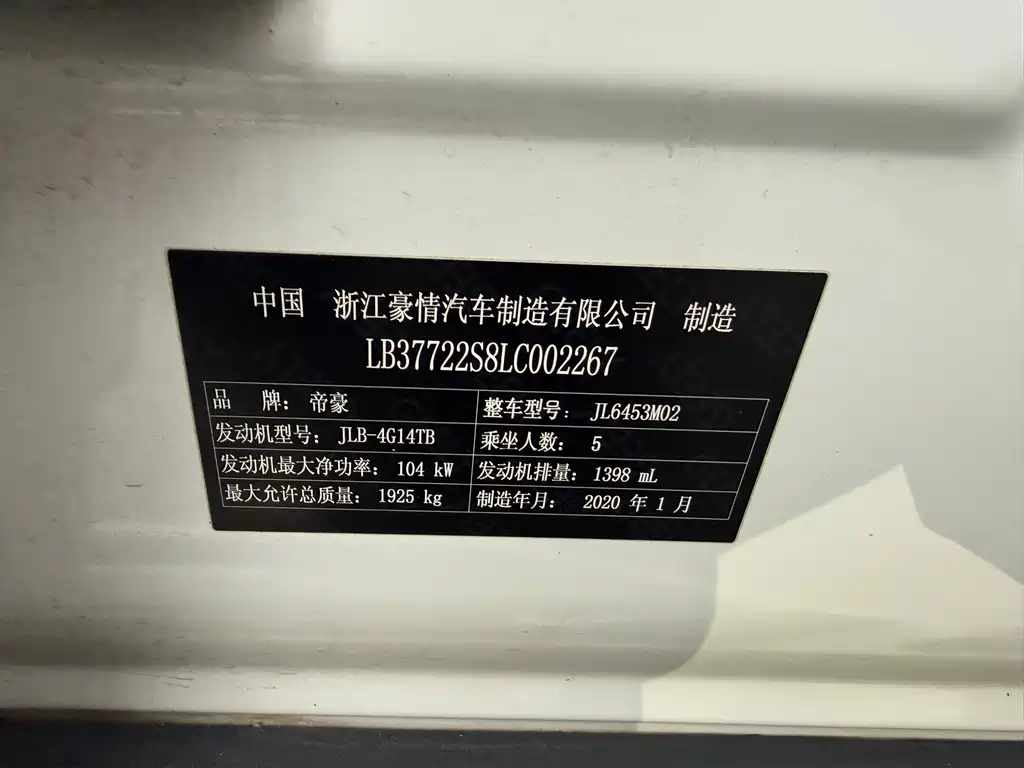 中国 浙江豪情汽车制造有限公司 制造
LB37722S8LC002267
品 牌: 帝豪 整车型号: JL6453M02
发动机型号: JLB-4G14TB 乘坐人数: 5
发动机最大净功率: 104 kW 发动机排量: 1398 mL
最大允许总质量: 1925 kg 制造年月: 2020 年 1 月